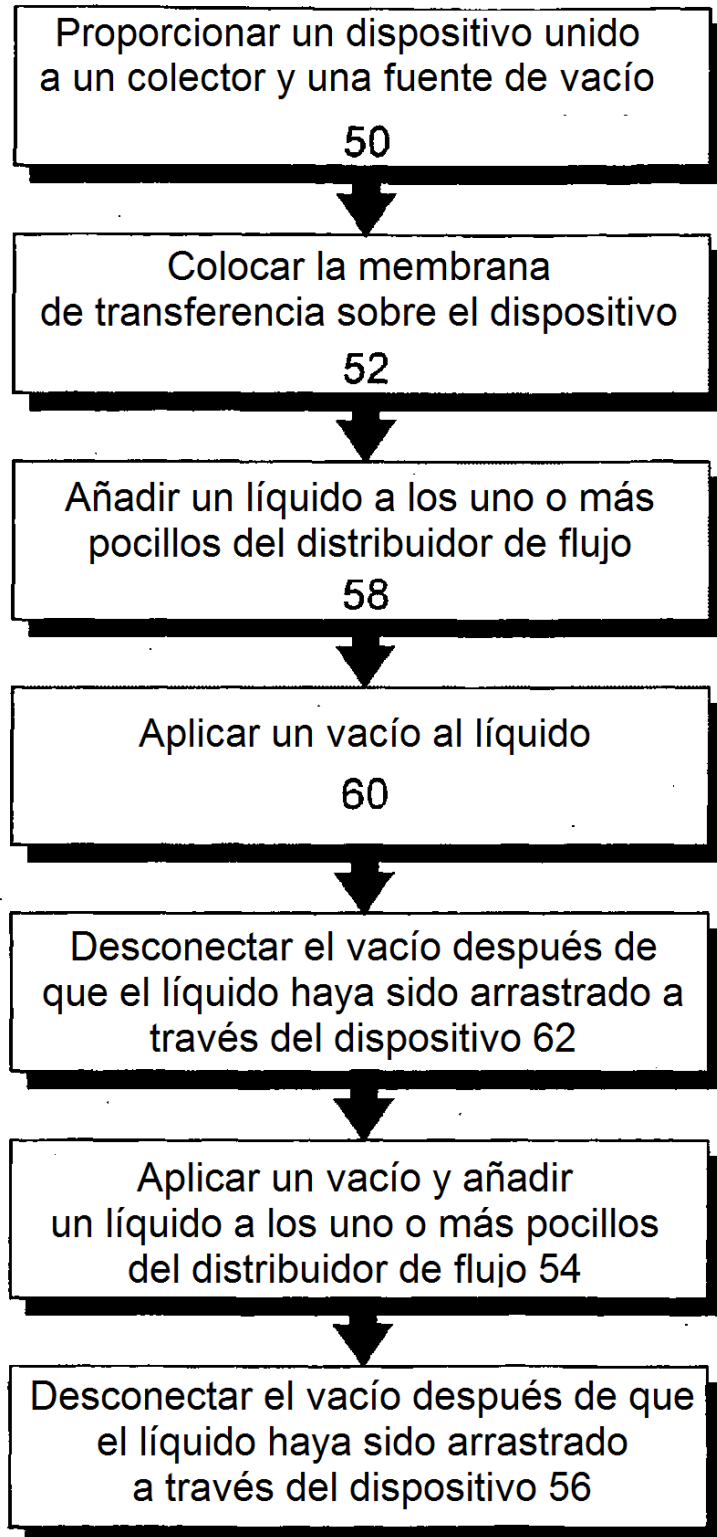 Proporcionar un dispositivo unido
a un colector y una fuente de vacío
50
Colocar la membrana
de transferencia sobre el dispositivo
52
Añadir un líquido a los uno o más
pocillos del distribuidor de flujo
58
Aplicar un vacío al líquido
60
Desconectar el vacío después de
que el líquido haya sido arrastrado a
través del dispositivo 62
Aplicar un vacío y añadir
un líquido a los uno o más pocillos
del distribuidor de flujo 54
Desconectar el vacío después de que
el líquido haya sido arrastrado
a través del dispositivo 56